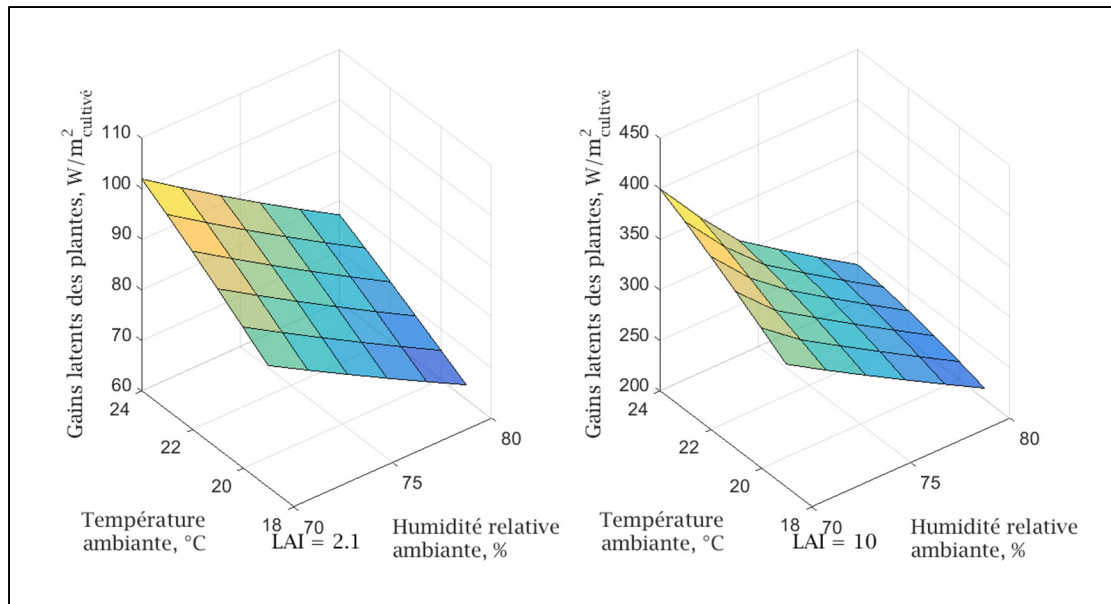 Gains latents des plantes, W/m²cultivé
110
100
90
80
70
60
24
22
20
18
70
75
80
Température
ambiante, °C
LAI = 2.1
Humidité relative
ambiante, %
Gains latents des plantes, W/m²cultivé
450
400
350
300
250
200
24
22
20
18
70
75
80
Température
ambiante, °C
LAI = 10
Humidité relative
ambiante, %